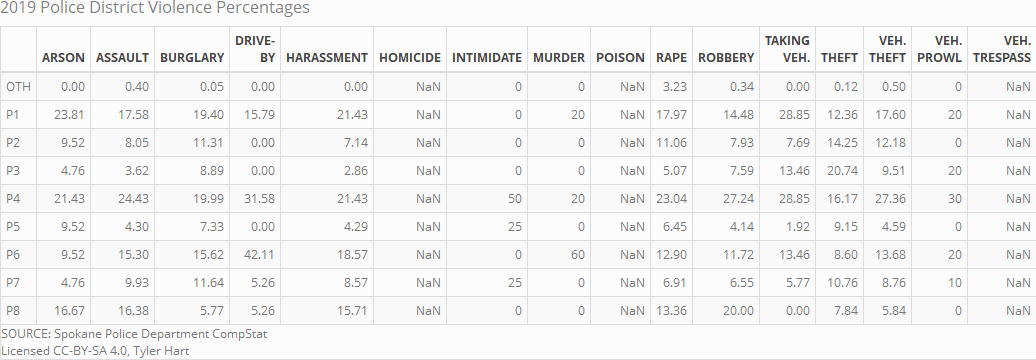 2019 Police District Violence Percentages
ARSON ASSAULT BURGLARY DRIVE-BY HARASSMENT HOMICIDE INTIMIDATE MURDER POISON RAPE ROBBERY TAKING VEH. THEFT VEH. THEFT VEH. PROWL VEH. TRESPASS
OTH 0.00 0.40 0.05 0.00 0.00 NaN 0 0 NaN 3.23 0.34 0.00 0.12 0.50 0 NaN
P1 23.81 17.58 19.40 15.79 21.43 NaN 0 20 NaN 17.97 14.48 28.85 12.36 17.60 20 NaN
P2 9.52 8.05 11.31 0.00 7.14 NaN 0 0 NaN 11.06 7.93 7.69 14.25 12.18 0 NaN
P3 4.76 3.62 8.89 0.00 2.86 NaN 0 0 NaN 5.07 7.59 13.46 20.74 9.51 20 NaN
P4 21.43 24.43 19.99 31.58 21.43 NaN 50 20 NaN 23.04 27.24 28.85 16.17 27.36 30 NaN
P5 9.52 4.30 7.33 0.00 4.29 NaN 25 0 NaN 6.45 4.14 1.92 9.15 4.59 0 NaN
P6 9.52 15.30 15.62 42.11 18.57 NaN 0 60 NaN 12.90 11.72 13.46 8.60 13.68 20 NaN
P7 4.76 9.93 11.64 5.26 8.57 NaN 25 0 NaN 6.91 6.55 5.77 10.76 8.76 10 NaN
P8 16.67 16.38 5.77 5.26 15.71 NaN 0 0 NaN 13.36 20.00 0.00 7.84 5.84 0 NaN
SOURCE: Spokane Police Department CompStat
Licensed CC-BY-SA 4.0, Tyler Hart